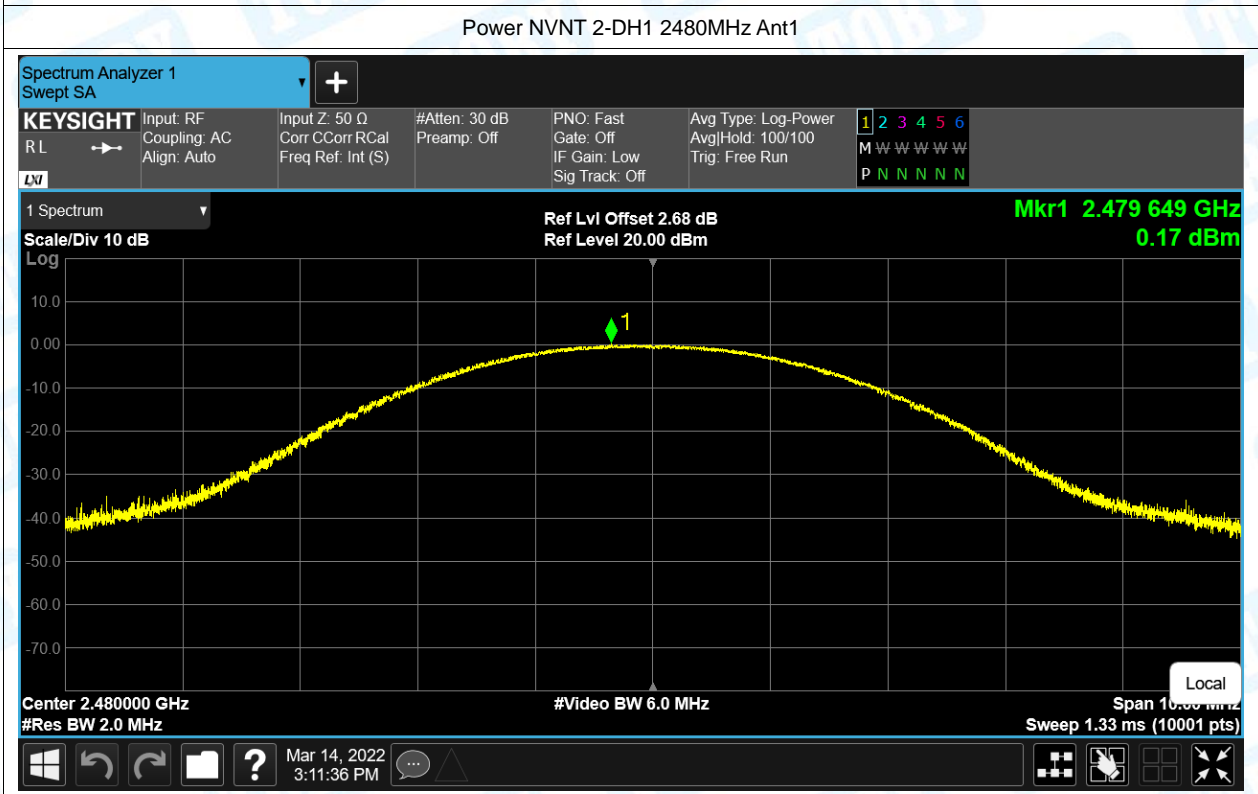 Power NVNT 2-DH1 2480MHz Ant1
Spectrum Analyzer 1
Swept SA
KEYSIGHT
R L
LXI
Input: RF
Coupling: AC
Align: Auto
Input Z: 50 Ω
Corr CCorr RCal
Freq Ref: Int (S)
#Atten: 30 dB
Preamp: Off
PNO: Fast
Gate: Off
IF Gain: Low
Sig Track: Off
Avg Type: Log-Power
Avg|Hold: 100/100
Trig: Free Run
1 2 3 4 5 6
M W W W W W
P N N N N N
1 Spectrum
Scale/Div 10 dB
Ref Lvl Offset 2.68 dB
Ref Level 20.00 dBm
Mkr1 2.479 649 GHz
0.17 dBm
Log
10.0
0.00
-10.0
-20.0
-30.0
-40.0
-50.0
-60.0
-70.0
1
Local
Center 2.480000 GHz
#Res BW 2.0 MHz
#Video BW 6.0 MHz
Span 10.00 MHz
Sweep 1.33 ms (10001 pts)
?
Mar 14, 2022
3:11:36 PM